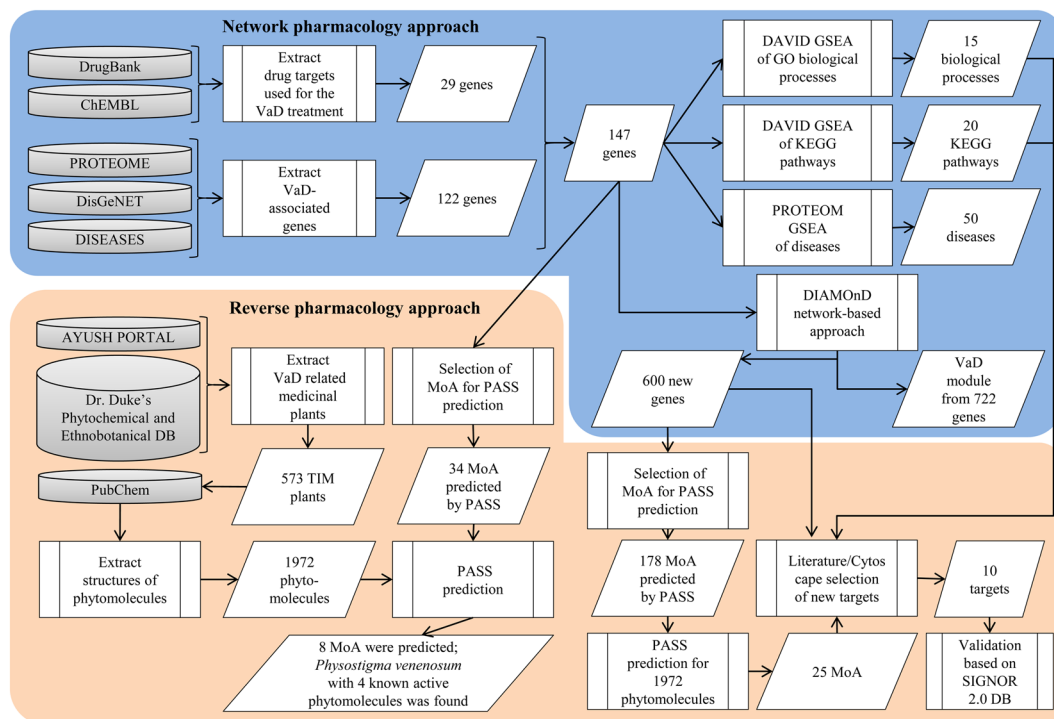 Network pharmacology approach
DrugBank
ChEMBL
Extract
drug targets
used for the
VaD treatment
29 genes
PROTEOME
DisGeNET
DISEASES
Extract
VaD-
associated
genes
122 genes
147
genes
DAVID GSEA
of GO biological
processes
15
biological
processes
DAVID GSEA
of KEGG
pathways
20
KEGG
pathways
PROTEOM
GSEA
of diseases
50
diseases
DIAMOnD
network-based
approach
600 new
genes
VaD
module
from 722
genes
Reverse pharmacology approach
AYUSH PORTAL
Dr. Duke's
Phytochemical and
Ethnobotanical DB
Extract
VaD related
medicinal
plants
Selection of
MoA for PASS
prediction
PubChem
573 TIM
plants
34 MoA
predicted
by PASS
Extract
structures of
phytomolecules
1972
phyto-
molecules
PASS
prediction
8 MoA were predicted;
Physostigma venenosum
with 4 known active
phytomolecules was found
Selection of
MoA for PASS
prediction
178 MoA
predicted
by PASS
PASS
prediction for
1972
phytomolecules
25 MoA
Literature/Cytos
cape selection
of new targets
10
targets
Validation
based on
SIGNOR
2.0 DB